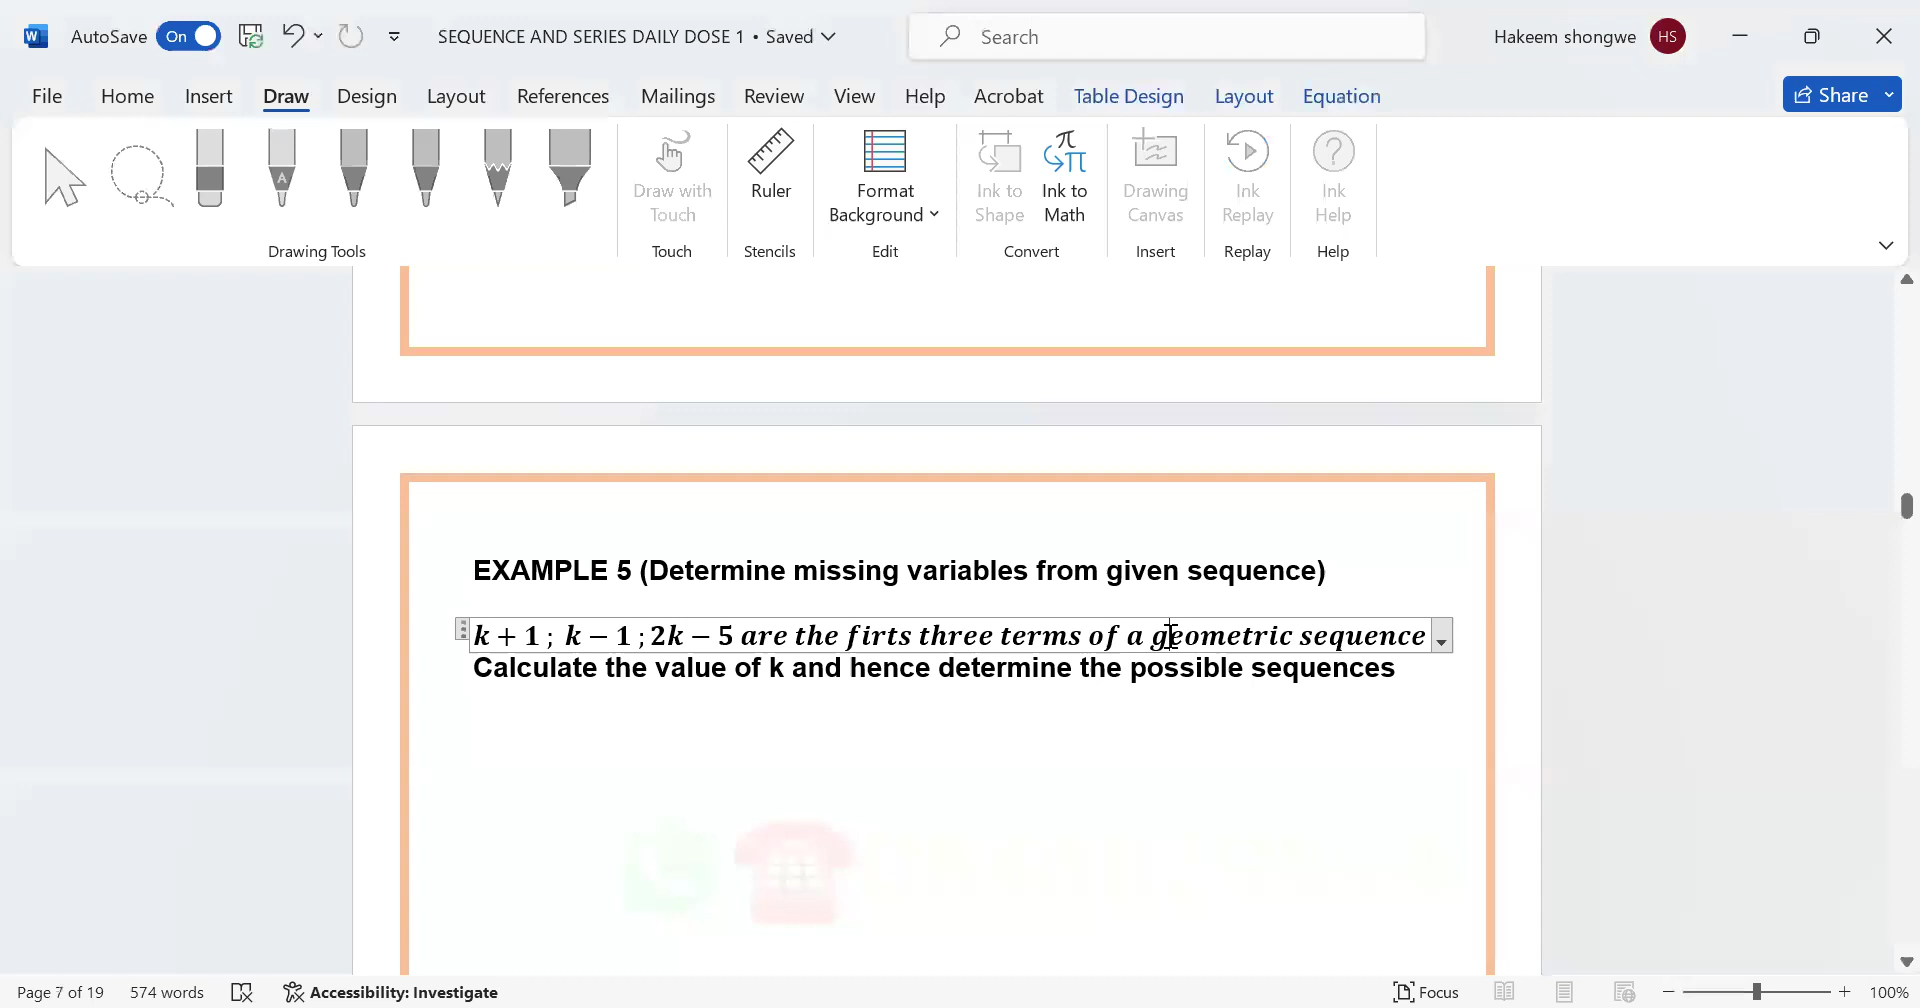 AutoSave On SEQUENCE AND SERIES DAILY DOSE 1 • Saved Search Hakeem shongwe HS
File Home Insert Draw Design Layout References Mailings Review View Help Acrobat Table Design Layout Equation Share
Draw with Touch
Ruler
Format Background
Ink to Shape
Ink to Math
Drawing Canvas
Ink Replay
Ink Help
Drawing Tools Touch Stencils Edit Convert Insert Replay Help
EXAMPLE 5 (Determine missing variables from given sequence)
k + 1 ; k − 1 ; 2k − 5 are the firts three terms of a geometric sequence
Calculate the value of k and hence determine the possible sequences
Page 7 of 19 574 words Accessibility: Investigate Focus 100%